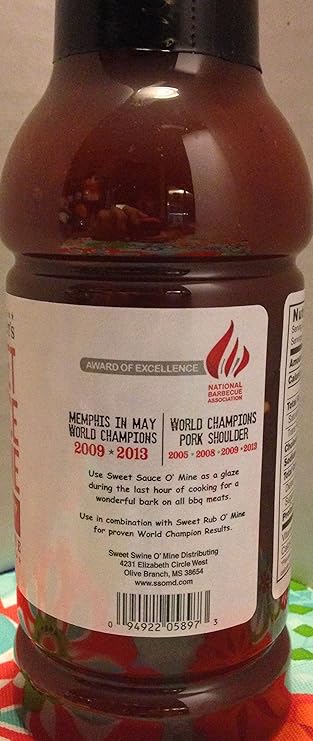 AWARD OF EXCELLENCE
NATIONAL
BARBECUE
ASSOCIATION
MEMPHIS IN MAY
WORLD CHAMPIONS
2009 * 2013
WORLD CHAMPIONS
PORK SHOULDER
2005 * 2008 * 2009 * 2013
Use Sweet Sauce O' Mine as a glaze
during the last hour of cooking for a
wonderful bark on all bbq meats.
Use in combination with Sweet Rub O' Mine
for proven World Champion Results.
Sweet Swine O' Mine Distributing
4231 Elizabeth Circle West
Olive Branch, MS 38654
www.ssomd.com
0 94922 05897 3